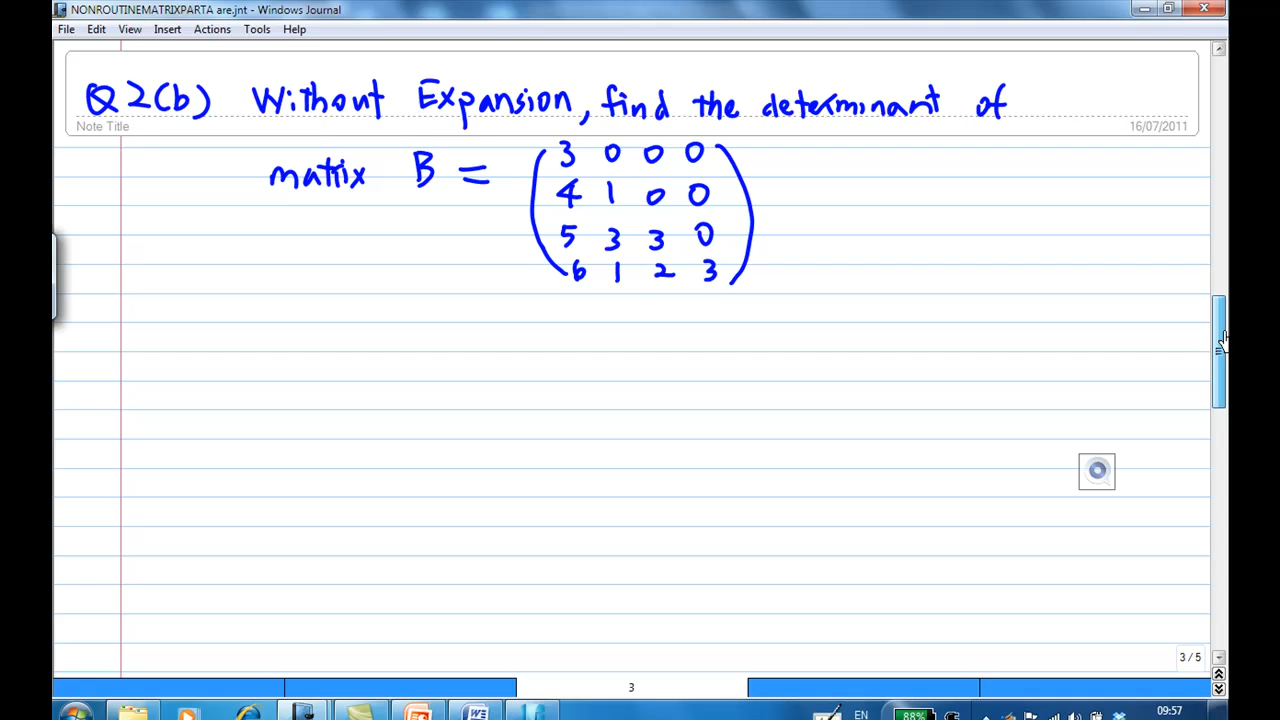 NONROUTINEMATRIXPARTA are.jnt - Windows Journal
File Edit View Insert Actions Tools Help
Q2(b) Without Expansion, find the determinant of
Note Title 16/07/2011
matrix B = ( 3 0 0 0
4 1 0 0
5 3 3 0
6 1 2 3 )
3 / 5
3
EN 88% 09:57